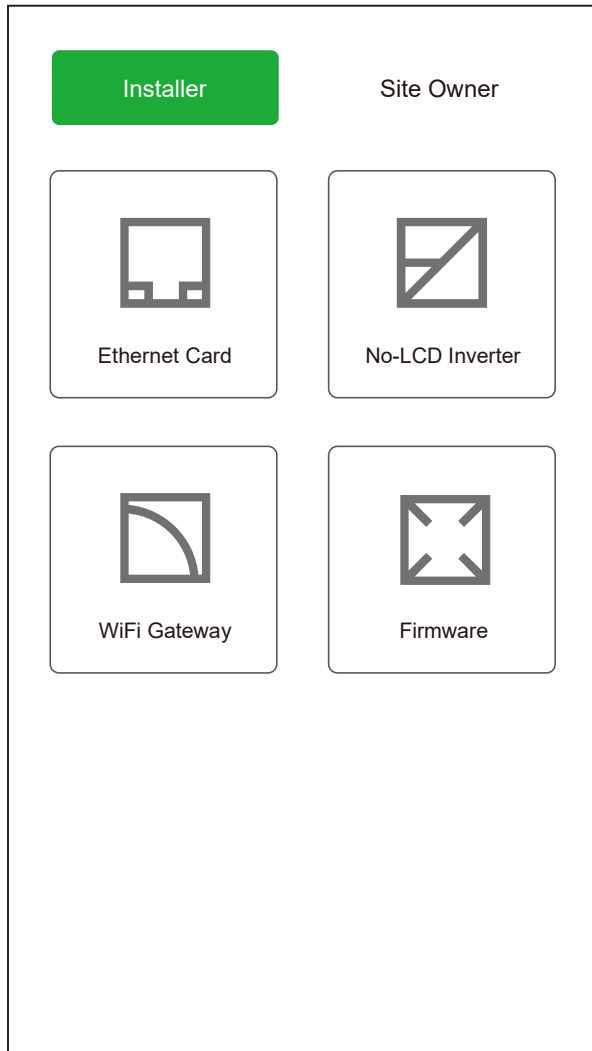 Installer
Site Owner
Ethernet Card
No-LCD Inverter
WiFi Gateway
Firmware